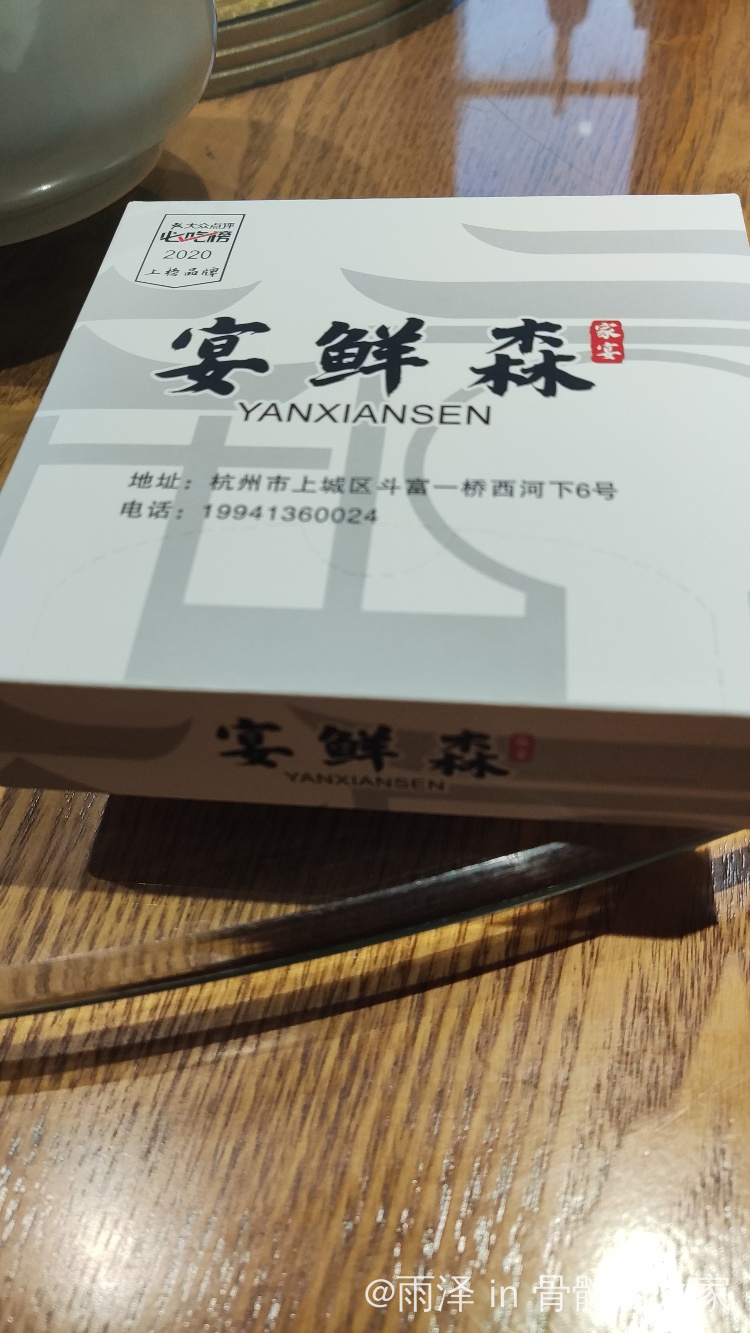 大众点评
必吃榜
2020
上榜品牌
宴鲜森
家宴
YANXIANSEN
地址：杭州市上城区斗富一桥西河下6号
电话：19941360024
宴鲜森
YANXIANSEN
@雨泽 in 骨